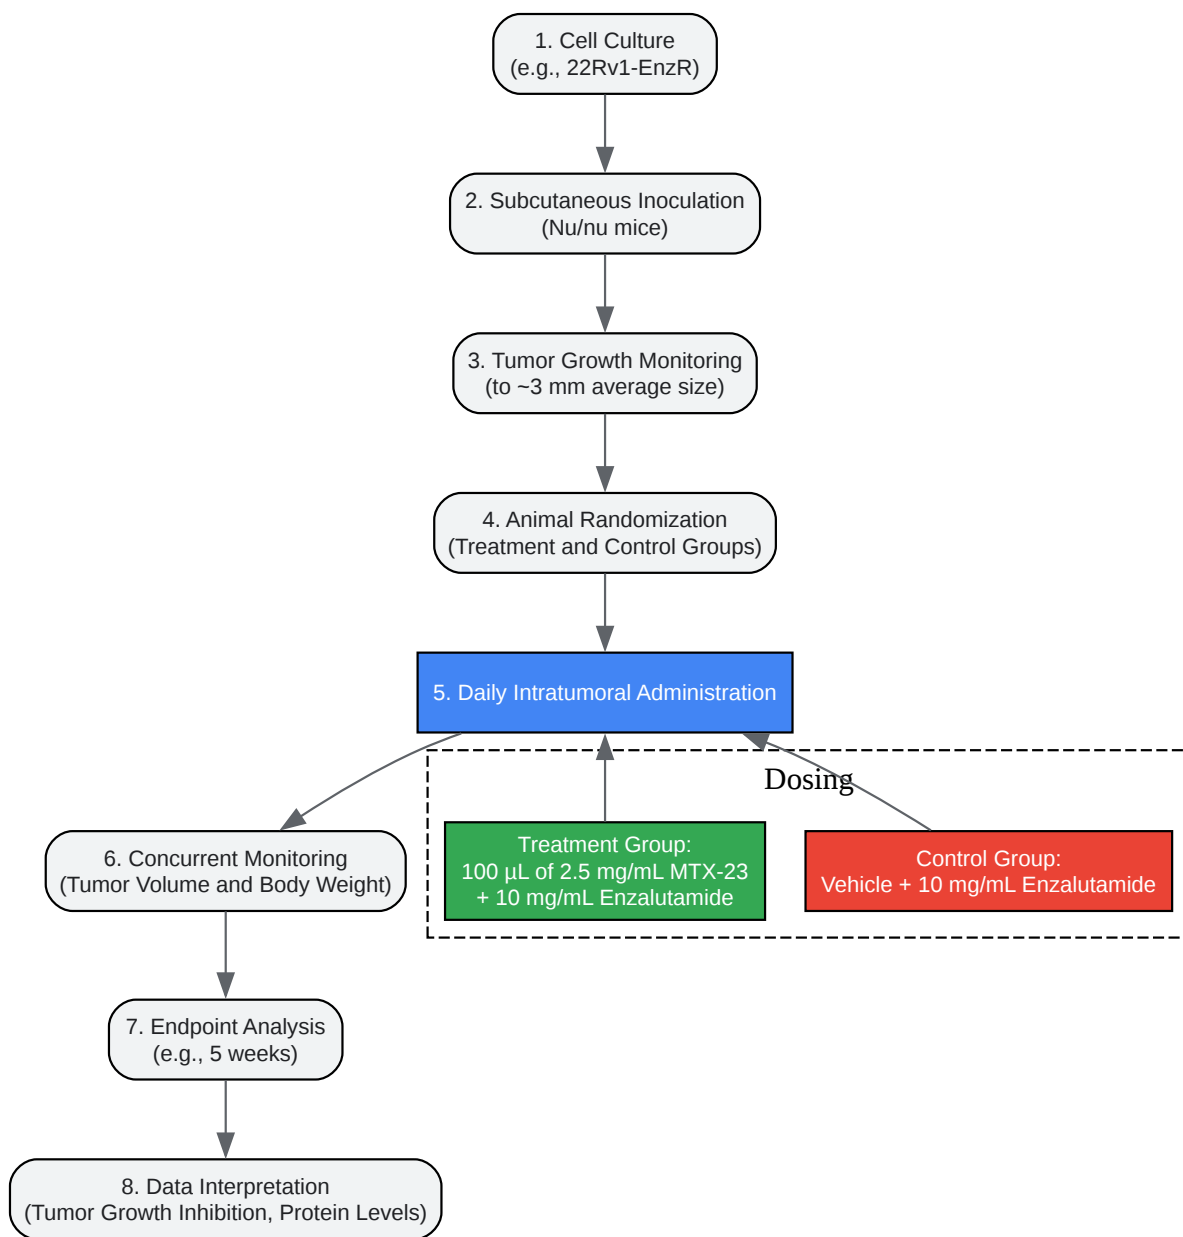 1. Cell Culture
(e.g., 22Rv1-EnzR)
2. Subcutaneous Inoculation
(Nu/nu mice)
3. Tumor Growth Monitoring
(to ~3 mm average size)
4. Animal Randomization
(Treatment and Control Groups)
5. Daily Intratumoral Administration
Dosing
6. Concurrent Monitoring
(Tumor Volume and Body Weight)
Treatment Group:
100 µL of 2.5 mg/mL MTX-23
+ 10 mg/mL Enzalutamide
Control Group:
Vehicle + 10 mg/mL Enzalutamide
7. Endpoint Analysis
(e.g., 5 weeks)
8. Data Interpretation
(Tumor Growth Inhibition, Protein Levels)